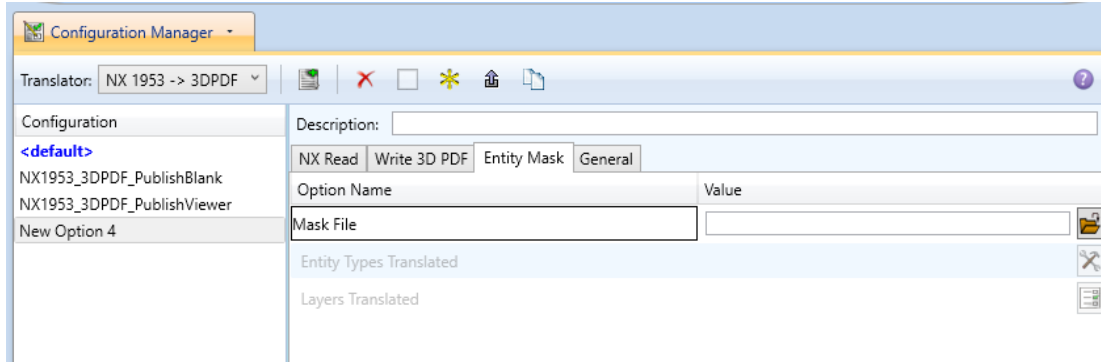 Configuration Manager
Translator: NX 1953 -> 3DPDF
Configuration
Description:
<default>
NX1953_3DPDF_PublishBlank
NX1953_3DPDF_PublishViewer
New Option 4
NX Read Write 3D PDF Entity Mask General
Option Name Value
Mask File
Entity Types Translated
Layers Translated